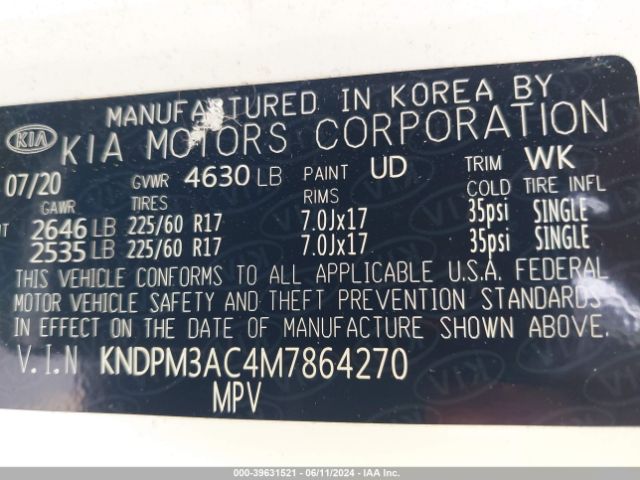 MANUFACTURED IN KOREA BY
KIA KIA MOTORS CORPORATION
07/20 GVWR 4630 LB PAINT UD TRIM WK
GAWR TIRES RIMS COLD TIRE INFL
2646 LB 225/60 R17 7.0Jx17 35psi SINGLE
2535 LB 225/60 R17 7.0Jx17 35psi SINGLE
THIS VEHICLE CONFORMS TO ALL APPLICABLE U.S.A. FEDERAL
MOTOR VEHICLE SAFETY AND THEFT PREVENTION STANDARDS
IN EFFECT ON THE DATE OF MANUFACTURE SHOWN ABOVE.
V.I.N KNDPM3AC4M7864270
MPV
000-39631521 - 06/11/2024 - IAA Inc.